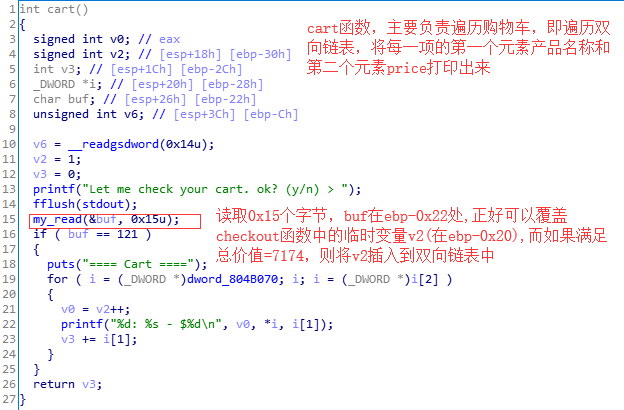 1 int cart()
2 {
3 signed int v0; // eax
4 signed int v2; // [esp+18h] [ebp-30h]
5 int v3; // [esp+1Ch] [ebp-2Ch]
6 _DWORD *i; // [esp+20h] [ebp-28h]
7 char buf; // [esp+26h] [ebp-22h]
8 unsigned int v6; // [esp+3Ch] [ebp-Ch]
9
10 v6 = __readgsdword(0x14u);
11 v2 = 1;
12 v3 = 0;
13 printf("Let me check your cart. ok? (y/n) > ");
14 fflush(stdout);
15 my_read(&buf, 0x15u);
16 if ( buf == 121 )
17 {
18 puts("==== Cart ====");
19 for ( i = (_DWORD *)dword_804B070; i; i = (_DWORD *)i[2] )
20 {
21 v0 = v2++;
22 printf("%d: %s - $%d\n", v0, *i, i[1]);
23 v3 += i[1];
24 }
25 }
26 return v3;
27 }
cart函数，主要负责遍历购物车，即遍历双
向链表，将每一项的第一个元素产品名称和
第二个元素price打印出来
读取0x15个字节，buf在ebp-0x22处,正好可以覆盖
checkout函数中的临时变量v2(在ebp-0x20),而如果满足
总价值=7174，则将v2插入到双向链表中